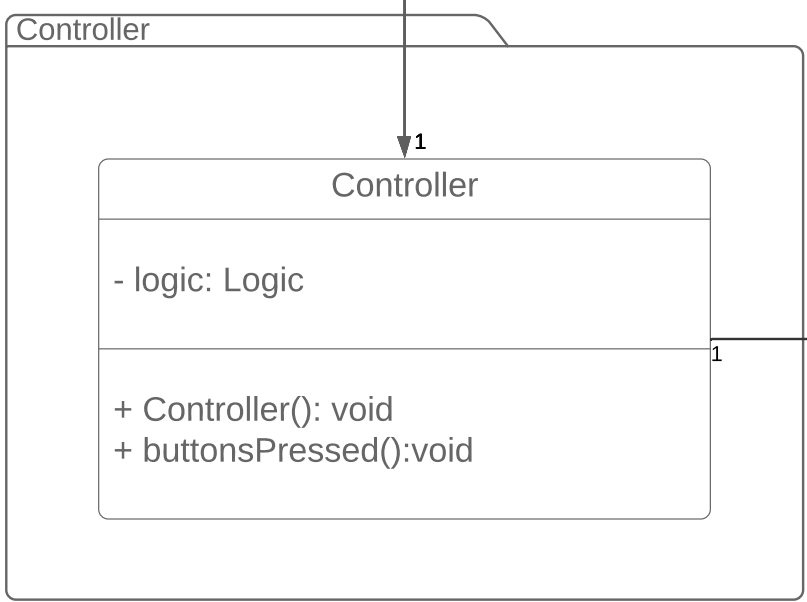 Controller
1
Controller
- logic: Logic
1
+ Controller(): void
+ buttonsPressed():void